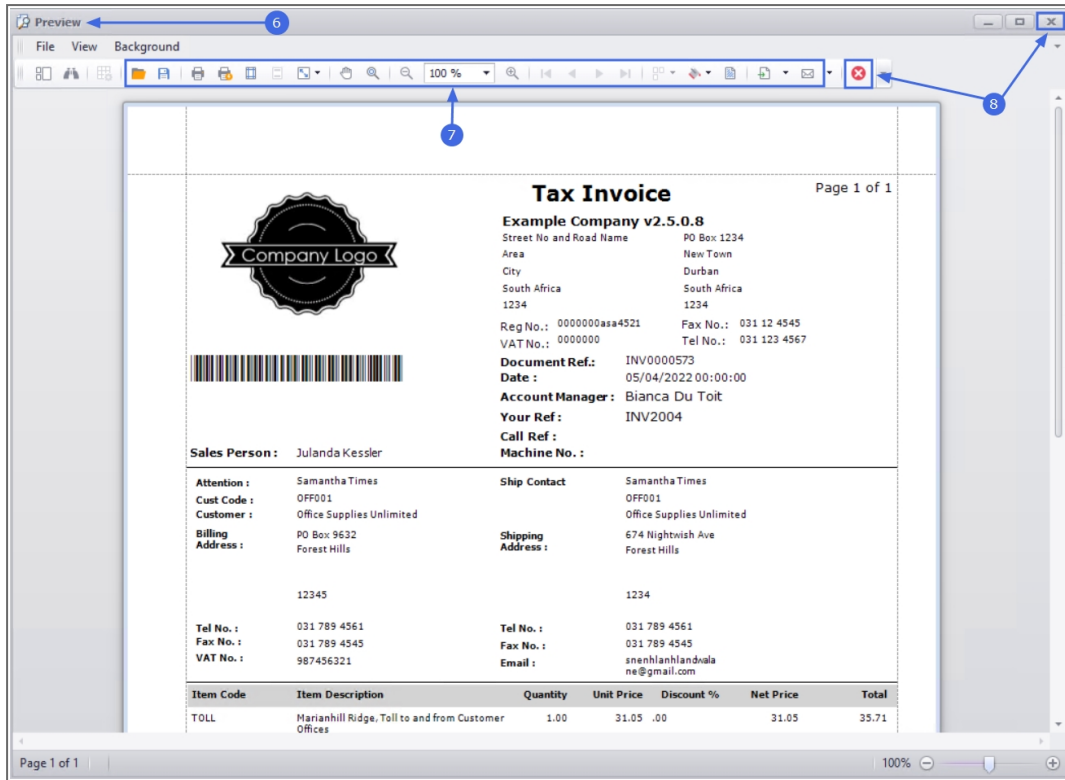 Preview
6
File View Background
100 %
7
8
Tax Invoice
Page 1 of 1
Company Logo
Example Company v2.5.0.8
Street No and Road Name PO Box 1234
Area New Town
City Durban
South Africa South Africa
1234 1234
Reg No.: 0000000asa4521 Fax No.: 031 12 4545
VAT No.: 0000000 Tel No.: 031 123 4567
Document Ref.: INV0000573
Date : 05/04/2022 00:00:00
Account Manager : Bianca Du Toit
Your Ref : INV2004
Call Ref :
Sales Person : Julanda Kessler Machine No. :
Attention : Samantha Times Ship Contact Samantha Times
Cust Code : OFF001 OFF001
Customer : Office Supplies Unlimited Office Supplies Unlimited
Billing PO Box 9632 Shipping 674 Nightwish Ave
Address : Forest Hills Address : Forest Hills
12345 1234
Tel No. : 031 789 4561 Tel No. : 031 789 4561
Fax No. : 031 789 4545 Fax No. : 031 789 4545
VAT No. : 987456321 Email : snenhlanhlandwala
ne@gmail.com
Item Code Item Description Quantity Unit Price Discount % Net Price Total
TOLL Marianhill Ridge, Toll to and from Customer 1.00 31.05 .00 31.05 35.71
Offices
Page 1 of 1 100%